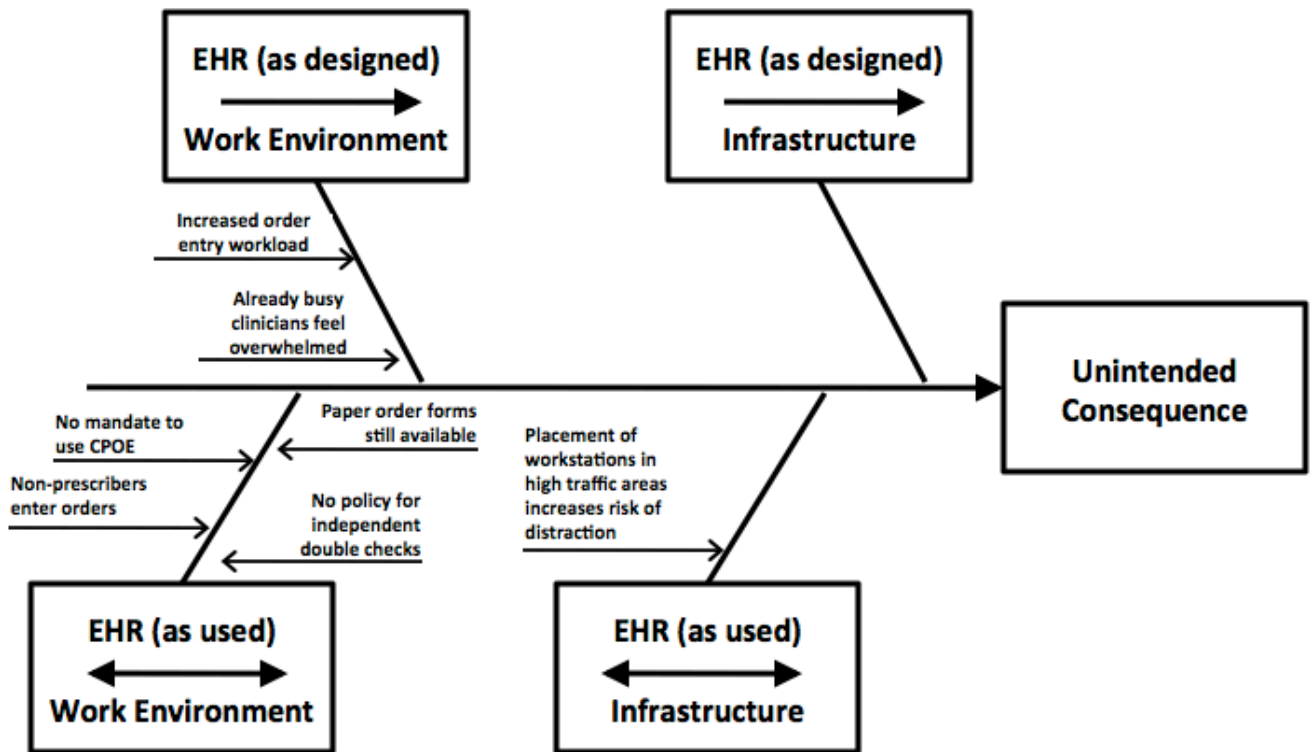 EHR (as designed)
Work Environment
EHR (as designed)
Infrastructure
Increased order
entry workload
Already busy
clinicians feel
overwhelmed
Unintended
Consequence
No mandate to
use CPOE
Paper order forms
still available
Non-prescribers
enter orders
No policy for
independent
double checks
Placement of
workstations in
high traffic areas
increases risk of
distraction
EHR (as used)
Work Environment
EHR (as used)
Infrastructure